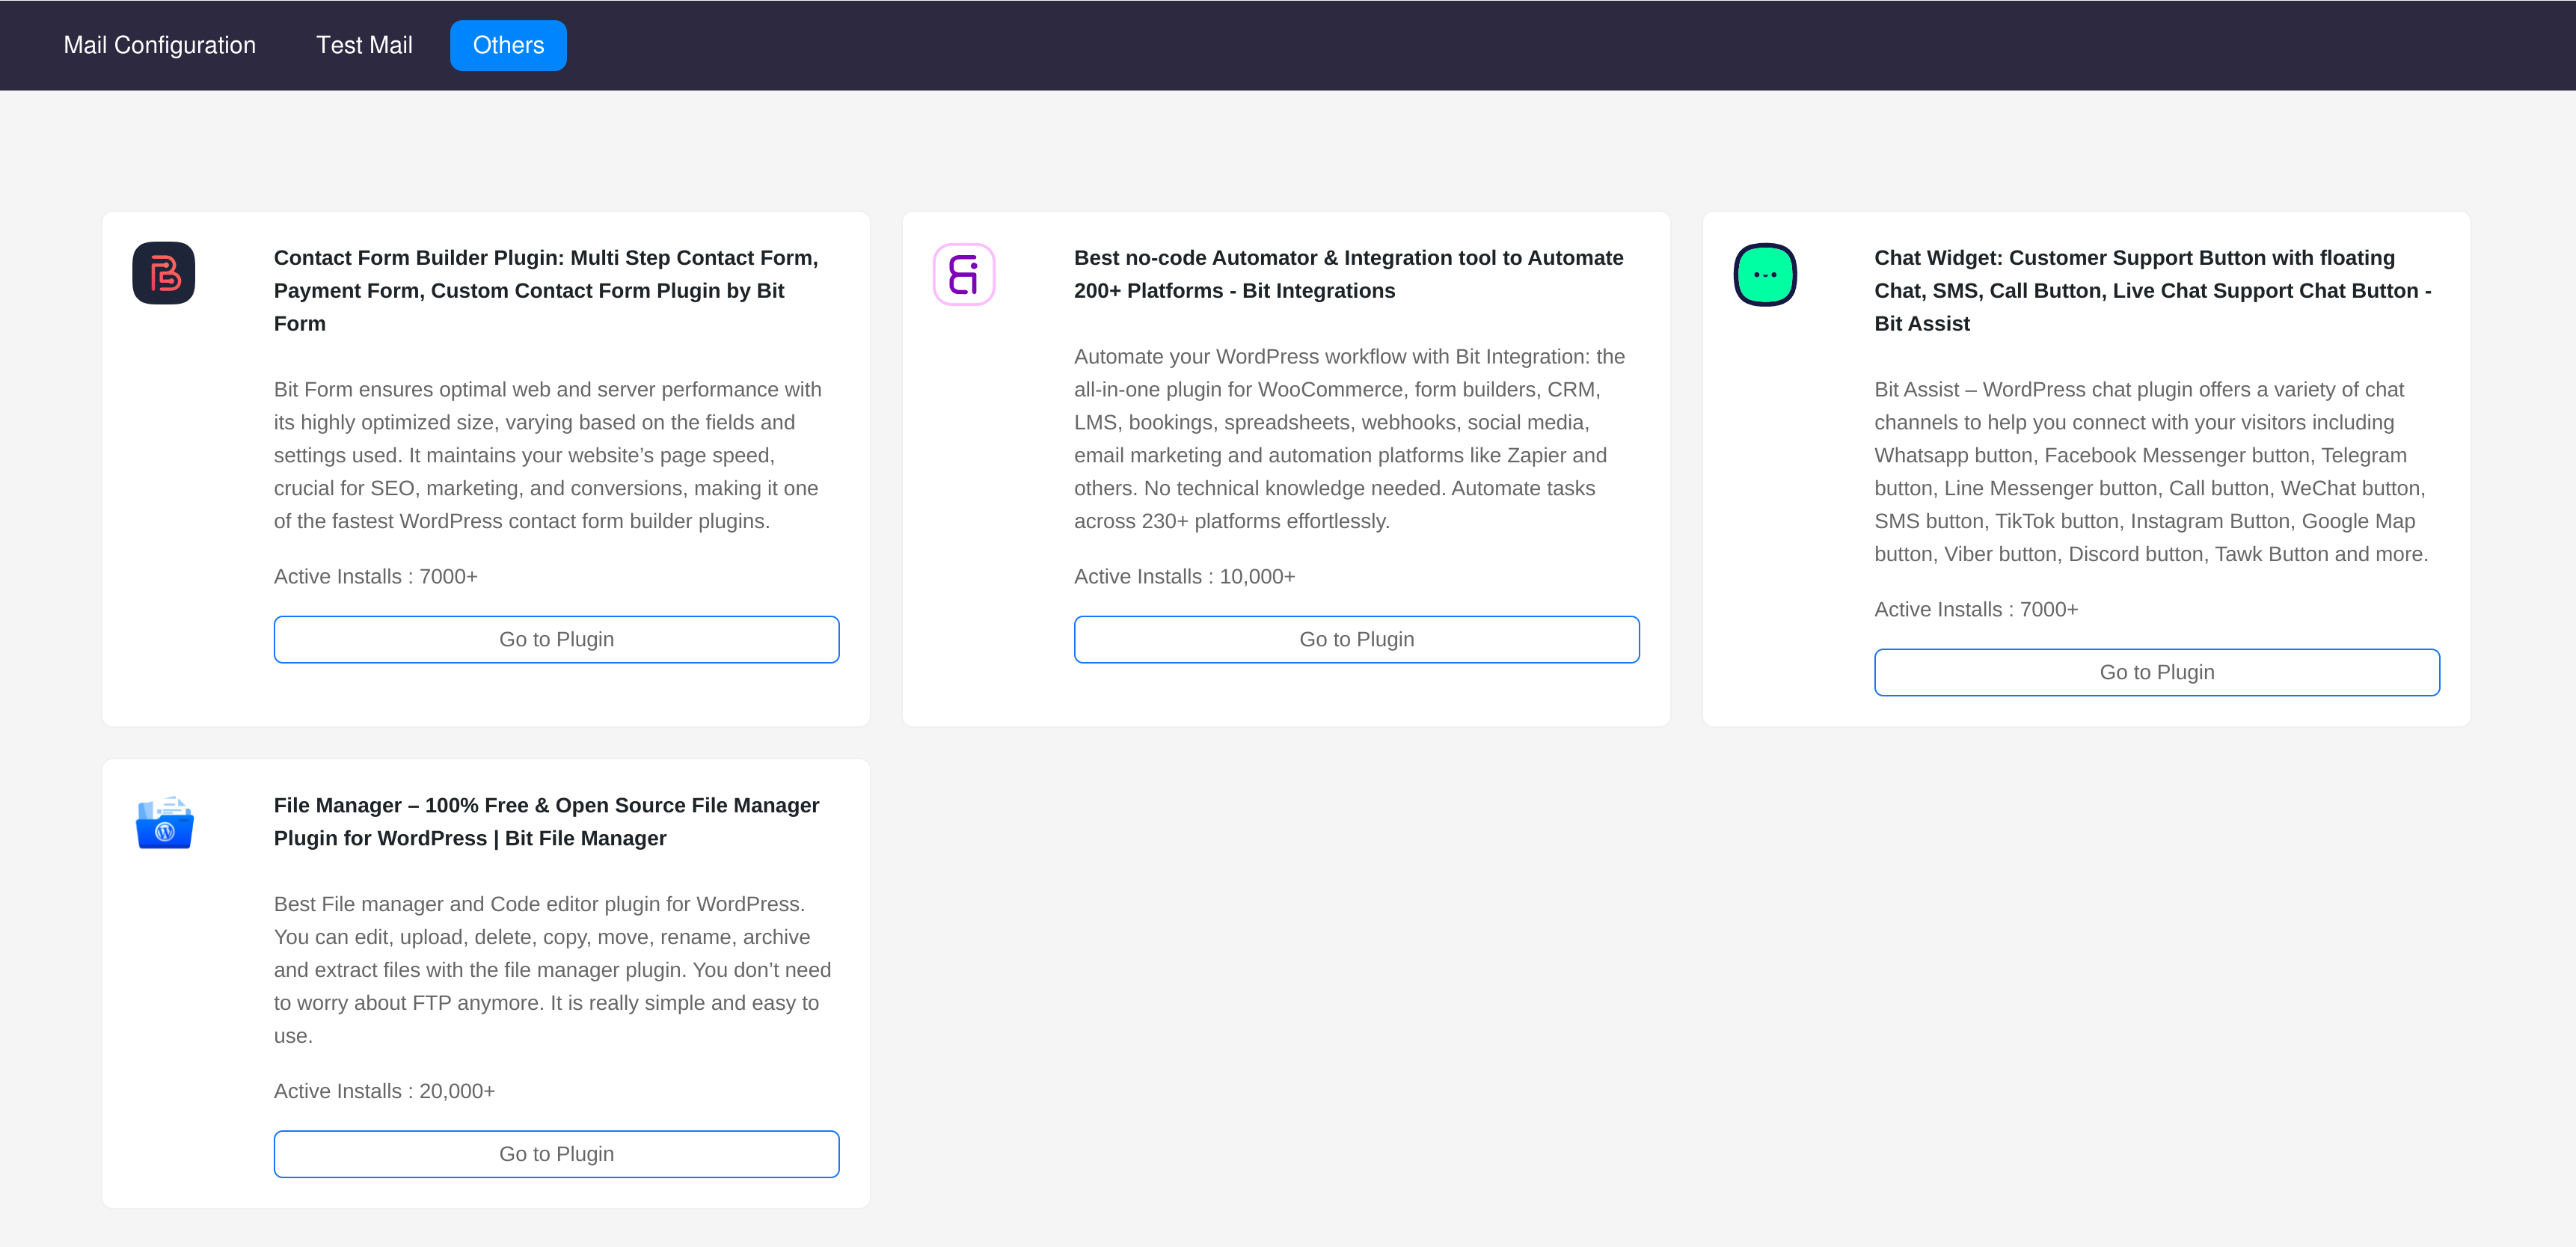 Mail Configuration
Test Mail
Others
Contact Form Builder Plugin: Multi Step Contact Form,
Payment Form, Custom Contact Form Plugin by Bit
Form
Bit Form ensures optimal web and server performance with
its highly optimized size, varying based on the fields and
settings used. It maintains your website’s page speed,
crucial for SEO, marketing, and conversions, making it one
of the fastest WordPress contact form builder plugins.
Active Installs : 7000+
Go to Plugin
Best no-code Automator & Integration tool to Automate
200+ Platforms - Bit Integrations
Automate your WordPress workflow with Bit Integration: the
all-in-one plugin for WooCommerce, form builders, CRM,
LMS, bookings, spreadsheets, webhooks, social media,
email marketing and automation platforms like Zapier and
others. No technical knowledge needed. Automate tasks
across 230+ platforms effortlessly.
Active Installs : 10,000+
Go to Plugin
Chat Widget: Customer Support Button with floating
Chat, SMS, Call Button, Live Chat Support Chat Button -
Bit Assist
Bit Assist – WordPress chat plugin offers a variety of chat
channels to help you connect with your visitors including
Whatsapp button, Facebook Messenger button, Telegram
button, Line Messenger button, Call button, WeChat button,
SMS button, TikTok button, Instagram Button, Google Map
button, Viber button, Discord button, Tawk Button and more.
Active Installs : 7000+
Go to Plugin
File Manager – 100% Free & Open Source File Manager
Plugin for WordPress | Bit File Manager
Best File manager and Code editor plugin for WordPress.
You can edit, upload, delete, copy, move, rename, archive
and extract files with the file manager plugin. You don’t need
to worry about FTP anymore. It is really simple and easy to
use.
Active Installs : 20,000+
Go to Plugin